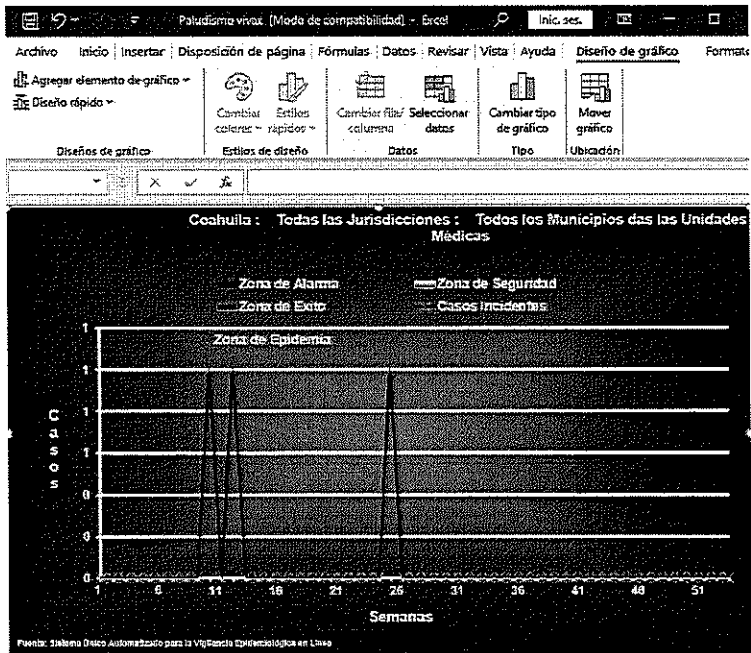 Paludismo vivax [Modo de compatibilidad] - Excel
Inic. ses.
Archivo Inicio Insertar Disposición de página Fórmulas Datos Revisar Vista Ayuda Diseño de gráfico Formato
Agregar elemento de gráfico
Diseño rápido
Cambiar colores
Estilos rápidos
Cambiar fila/ columna
Seleccionar datos
Cambiar tipo de gráfico
Mover gráfico
Diseños de gráfico Estilos de diseño Datos Tipo Ubicación
fx
Coahuila : Todas las Jurisdicciones : Todos los Municipios das las Unidades
Médicas
Zona de Alarma Zona de Seguridad
Zona de Exito Casos Incidentes
Zona de Epidemia
Casos
1
1
1
1
0
0
0
1 6 11 16 21 26 31 36 41 46 51
Semanas
Fuente: Sistema Único Automatizado para la Vigilancia Epidemiológica en Línea